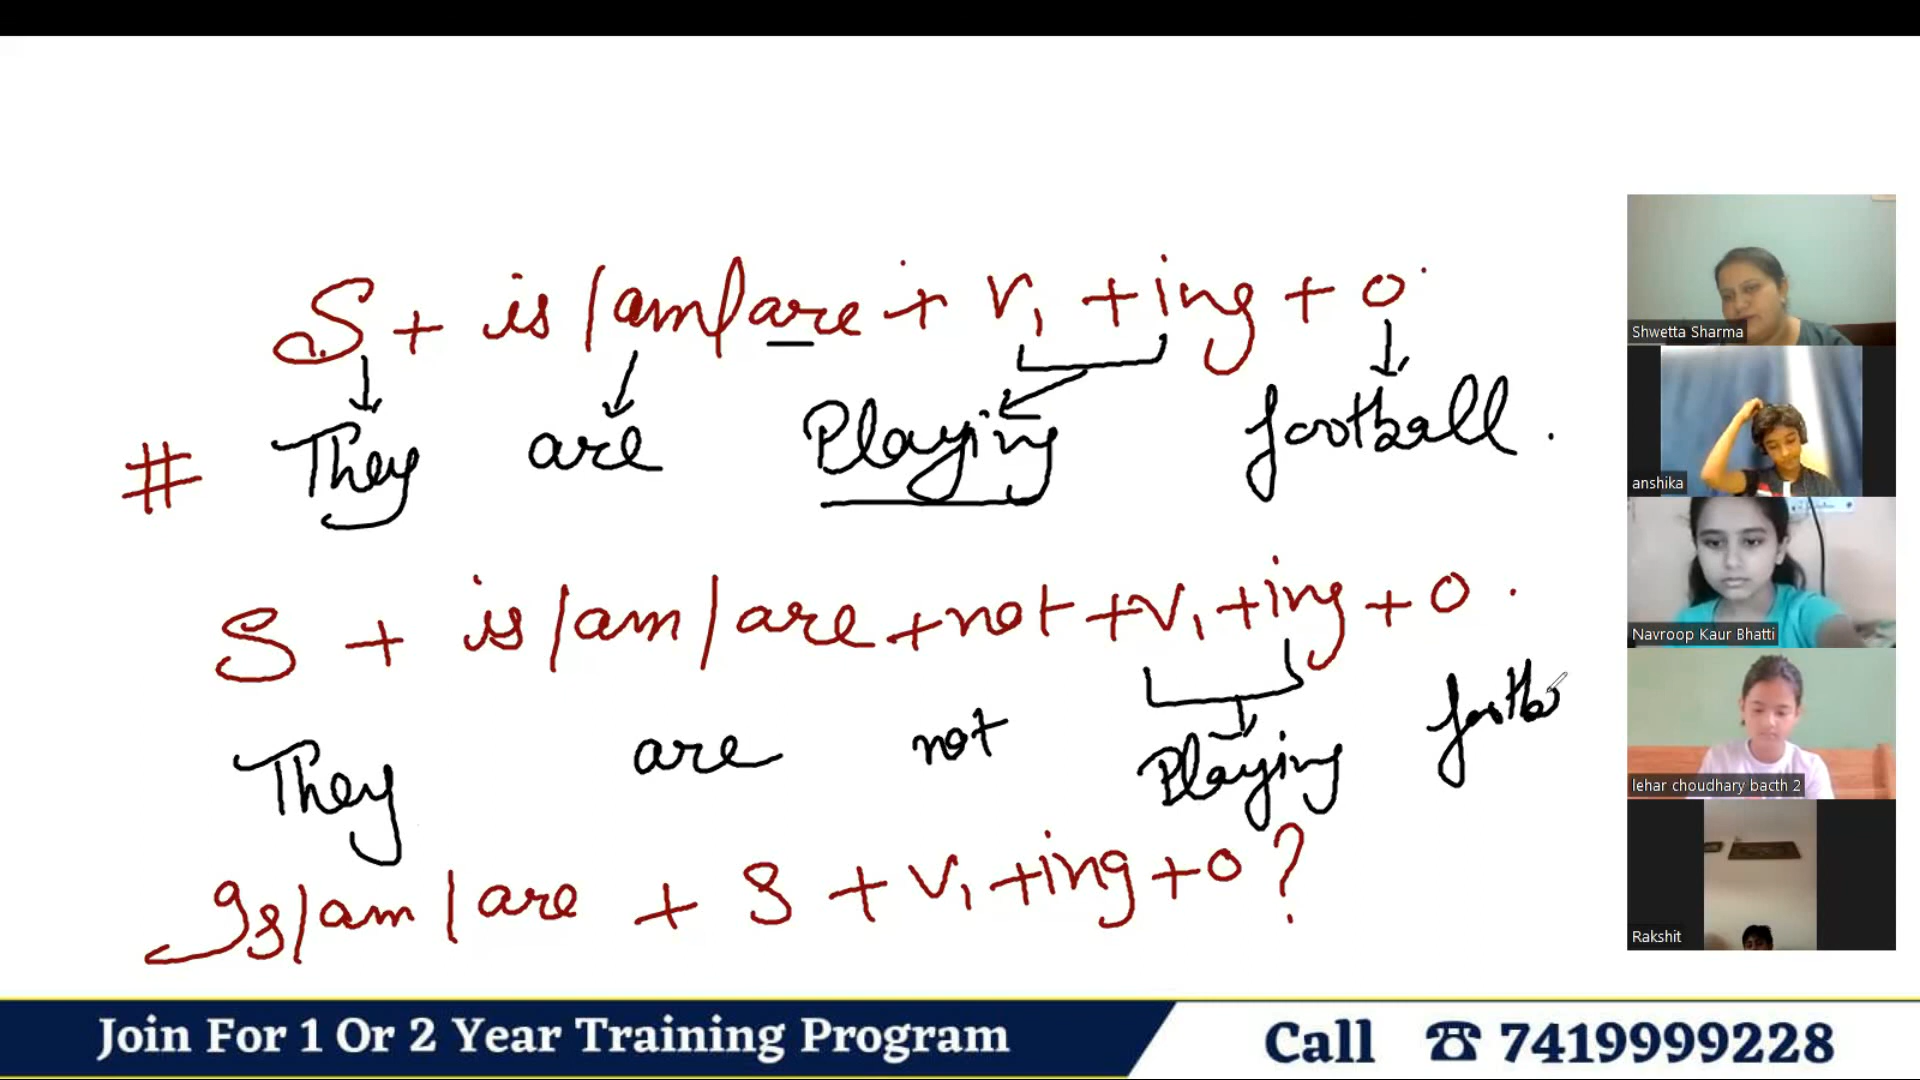 S + is/am/are + V1 + ing + O.
# They are Playing football.
S + is/am/are + not + V1 + ing + O.
They are not Playing footb
Is/am/are + S + V1 + ing + O?
Shwetta Sharma
anshika
Navroop Kaur Bhatti
lehar choudhary bacth 2
Rakshit
Join For 1 Or 2 Year Training Program
Call ☎ 7419999228